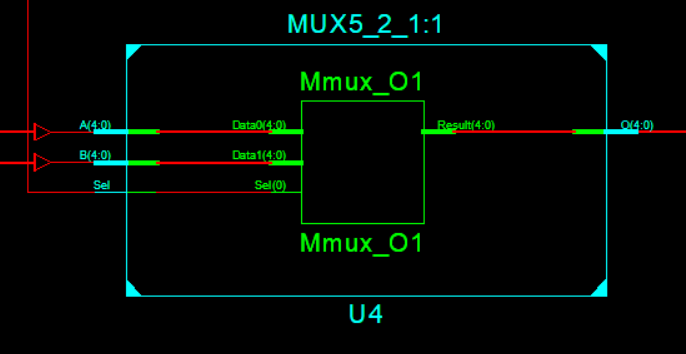 MUX5_2_1:1
Mmux_O1
A(4:0)
Data0(4:0)
Result(4:0)
O(4:0)
B(4:0)
Data1(4:0)
Sel
Sel(0)
Mmux_O1
U4